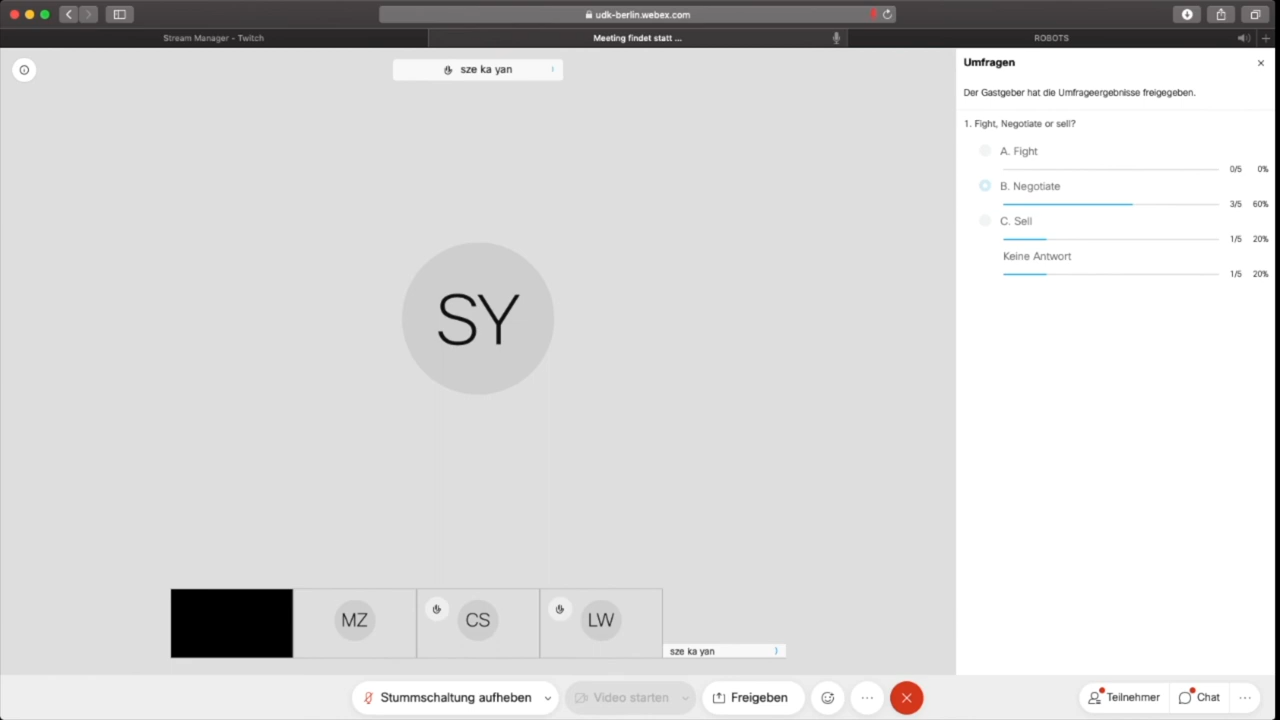 udk-berlin.webex.com
Stream Manager - Twitch
Meeting findet statt ...
ROBOTS
sze ka yan
Umfragen
Der Gastgeber hat die Umfrageergebnisse freigegeben.
1. Fight, Negotiate or sell?
A. Fight
0/5 0%
B. Negotiate
3/5 60%
C. Sell
1/5 20%
Keine Antwort
1/5 20%
SY
MZ
CS
LW
sze ka yan
Stummschaltung aufheben
Video starten
Freigeben
Teilnehmer
Chat